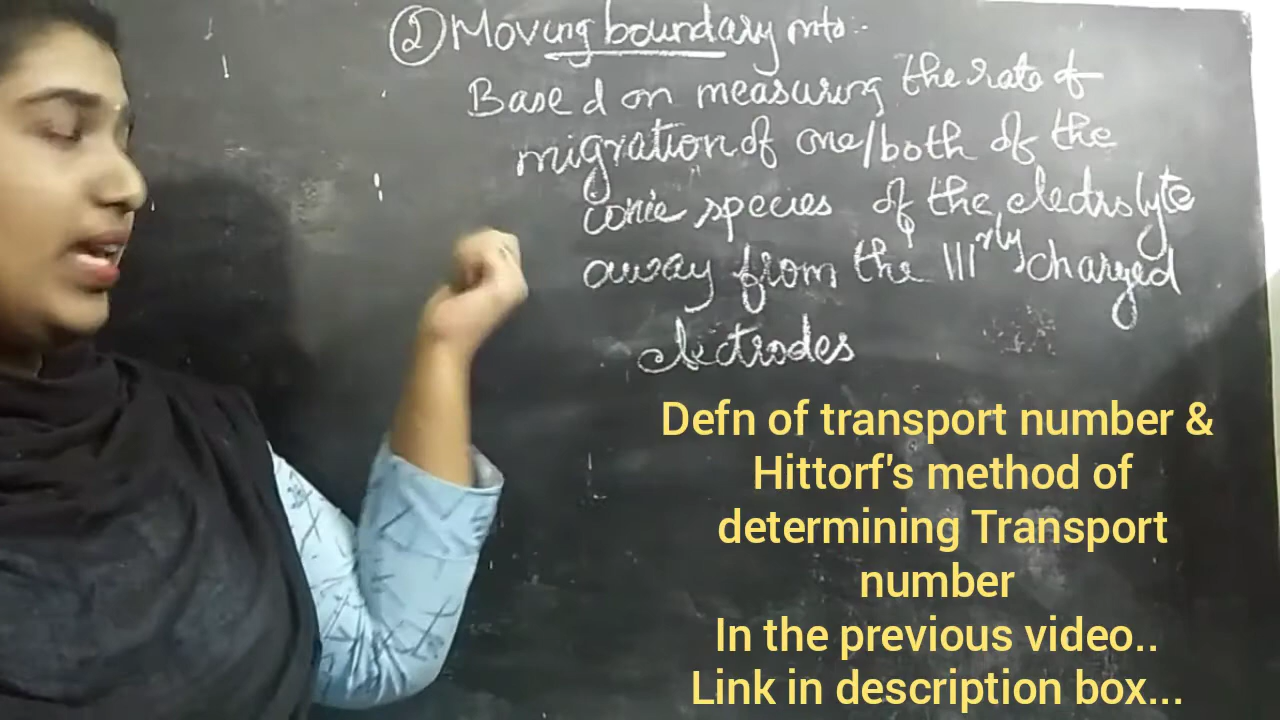 ② Moving boundary mtd:-
Based on measuring the rate of
migration of one/both of the
ionic species of the electrolyte
away from the |||rly charged
electrodes
Defn of transport number &
Hittorf's method of
determining Transport
number
In the previous video..
Link in description box...